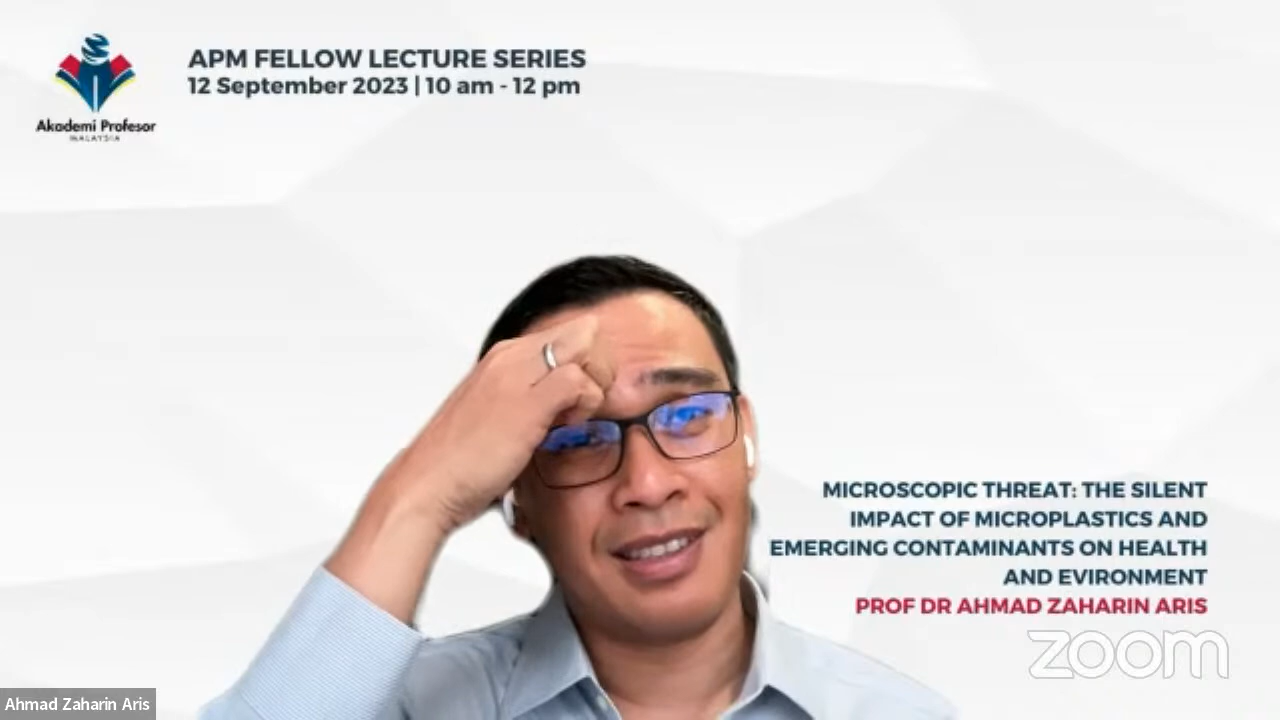 APM FELLOW LECTURE SERIES
12 September 2023 | 10 am - 12 pm
Akademi Profesor
MALAYSIA
MICROSCOPIC THREAT: THE SILENT
IMPACT OF MICROPLASTICS AND
EMERGING CONTAMINANTS ON HEALTH
AND EVIRONMENT
PROF DR AHMAD ZAHARIN ARIS
zoom
Ahmad Zaharin Aris